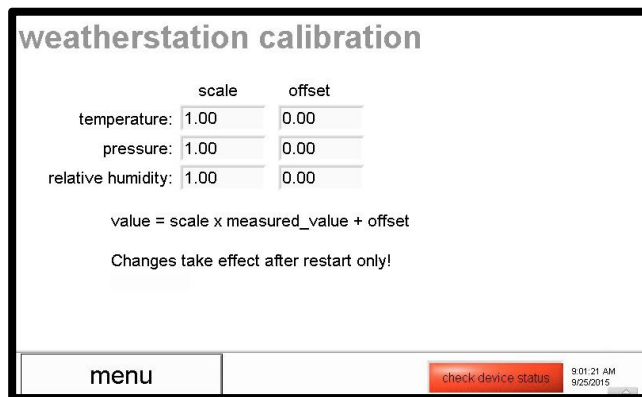 weatherstation calibration
scale offset
temperature: 1.00 0.00
pressure: 1.00 0.00
relative humidity: 1.00 0.00
value = scale x measured_value + offset
Changes take effect after restart only!
menu
check device status
9:01:21 AM
9/25/2015